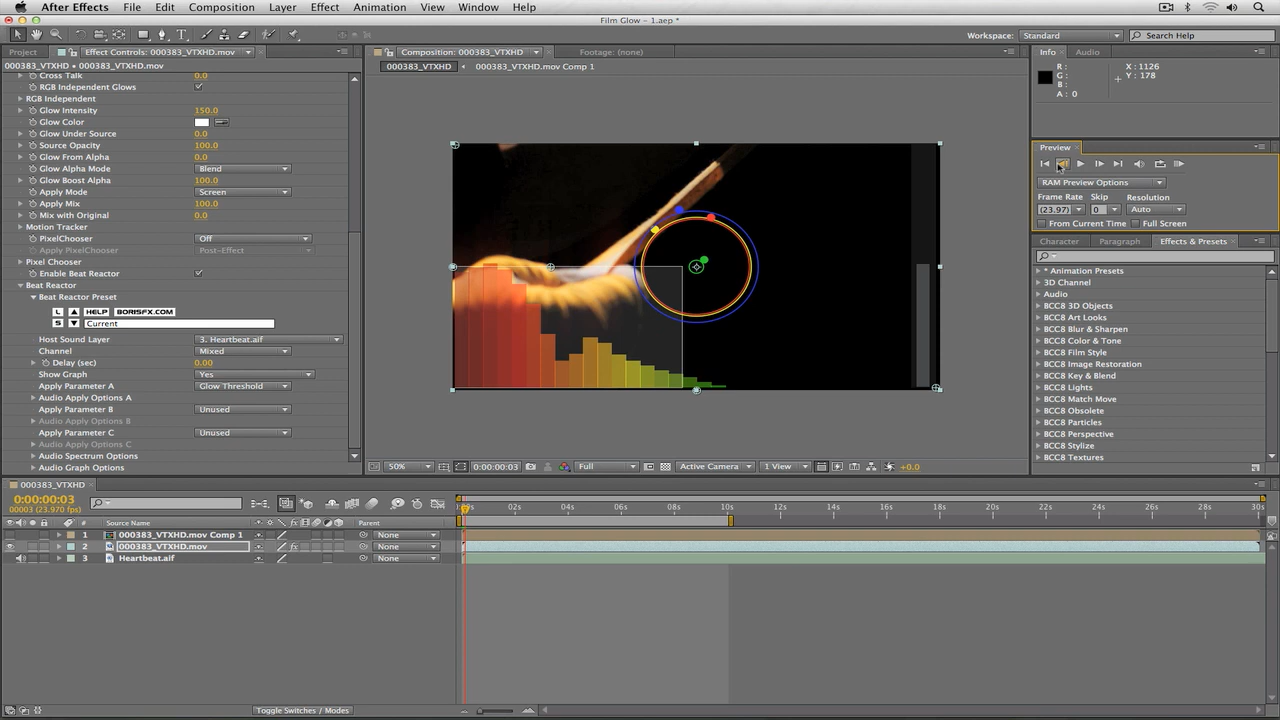 After Effects File Edit Composition Layer Effect Animation View Window Help
Film Glow - 1.aep *
Workspace: Standard Search Help
Project Effect Controls: 000383_VTXHD.mov
000383_VTXHD • 000383_VTXHD.mov
Cross Talk 0.0
RGB Independent Glows
RGB Independent
Glow Intensity 150.0
Glow Color
Glow Under Source 0.0
Source Opacity 100.0
Glow From Alpha 0.0
Glow Alpha Mode Blend
Glow Boost Alpha 100.0
Apply Mode Screen
Apply Mix 100.0
Mix with Original 0.0
Motion Tracker
PixelChooser Off
Apply PixelChooser Post-Effect
Pixel Chooser
Enable Beat Reactor
Beat Reactor
Beat Reactor Preset
L HELP BORISFX.COM
S Current
Host Sound Layer 3. Heartbeat.aif
Channel Mixed
Delay (sec) 0.00
Show Graph Yes
Apply Parameter A Glow Threshold
Audio Apply Options A
Apply Parameter B Unused
Audio Apply Options B
Apply Parameter C Unused
Audio Apply Options C
Audio Spectrum Options
Audio Graph Options
Composition: 000383_VTXHD Footage: (none)
000383_VTXHD 000383_VTXHD.mov Comp 1
50% 0:00:00:03 Full Active Camera 1 View +0.0
Info Audio
R : X : 1126
G : Y : 178
B :
A : 0
Preview
RAM Preview Options
Frame Rate Skip Resolution
(23.97) 0 Auto
From Current Time Full Screen
Character Paragraph Effects & Presets
* Animation Presets
3D Channel
Audio
BCC8 3D Objects
BCC8 Art Looks
BCC8 Blur & Sharpen
BCC8 Color & Tone
BCC8 Film Style
BCC8 Image Restoration
BCC8 Key & Blend
BCC8 Lights
BCC8 Match Move
BCC8 Obsolete
BCC8 Particles
BCC8 Perspective
BCC8 Stylize
BCC8 Textures
000383_VTXHD
0:00:00:03
00003 (23.970 fps)
02s 04s 06s 08s 10s 12s 14s 16s 18s 20s 22s 24s 26s 28s 30s
# Source Name Parent
1 000383_VTXHD.mov Comp 1 None
2 000383_VTXHD.mov None
3 Heartbeat.aif None
Toggle Switches / Modes